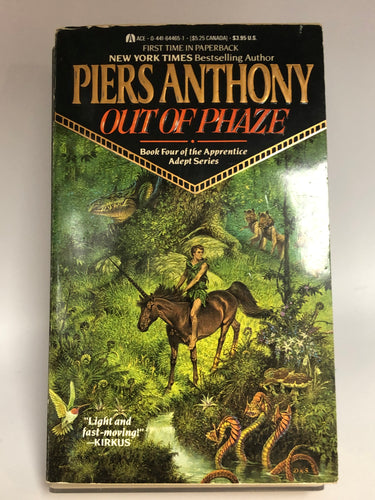 ACE · 0-441-64465-1 · ($5.25 CANADA) · $3.95 U.S.
FIRST TIME IN PAPERBACK
NEW YORK TIMES Bestselling Author
PIERS ANTHONY
OUT OF PHAZE
Book Four of the Apprentice
Adept Series
"Light and
fast-moving!"
—KIRKUS